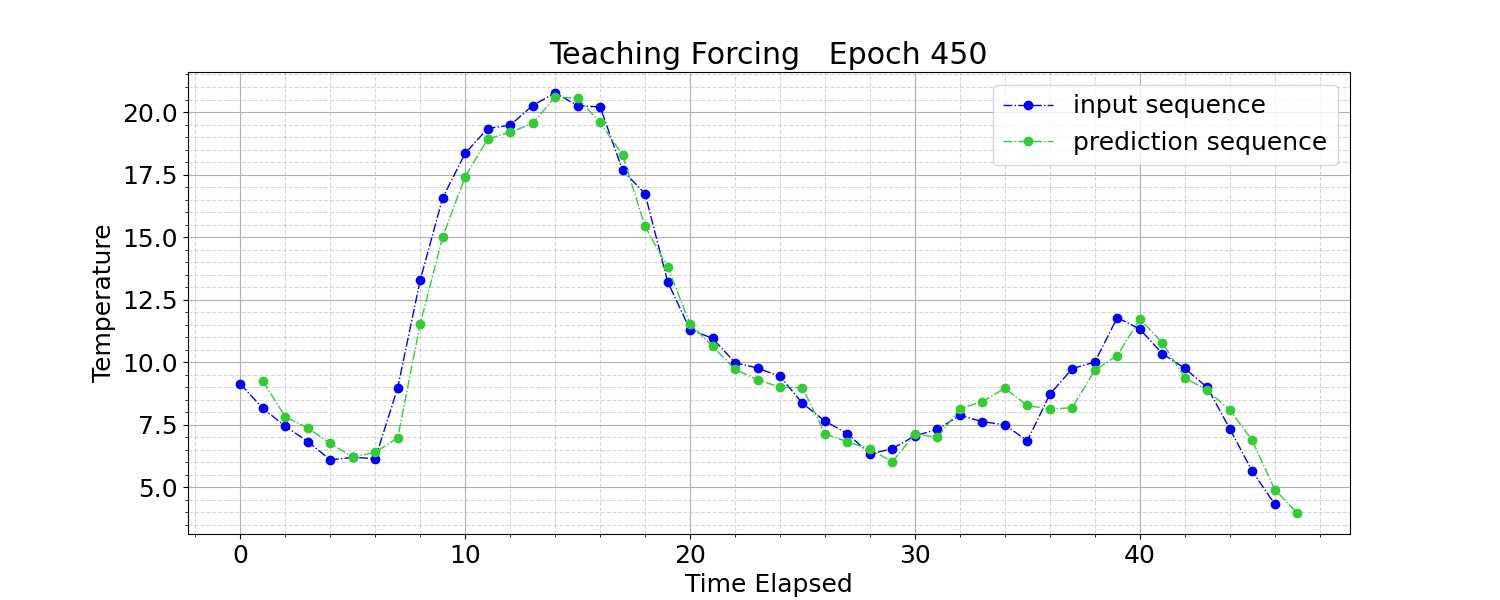 Teaching Forcing   Epoch 450
input sequence
prediction sequence
20.0
17.5
15.0
12.5
10.0
7.5
5.0
Temperature
0 10 20 30 40
Time Elapsed